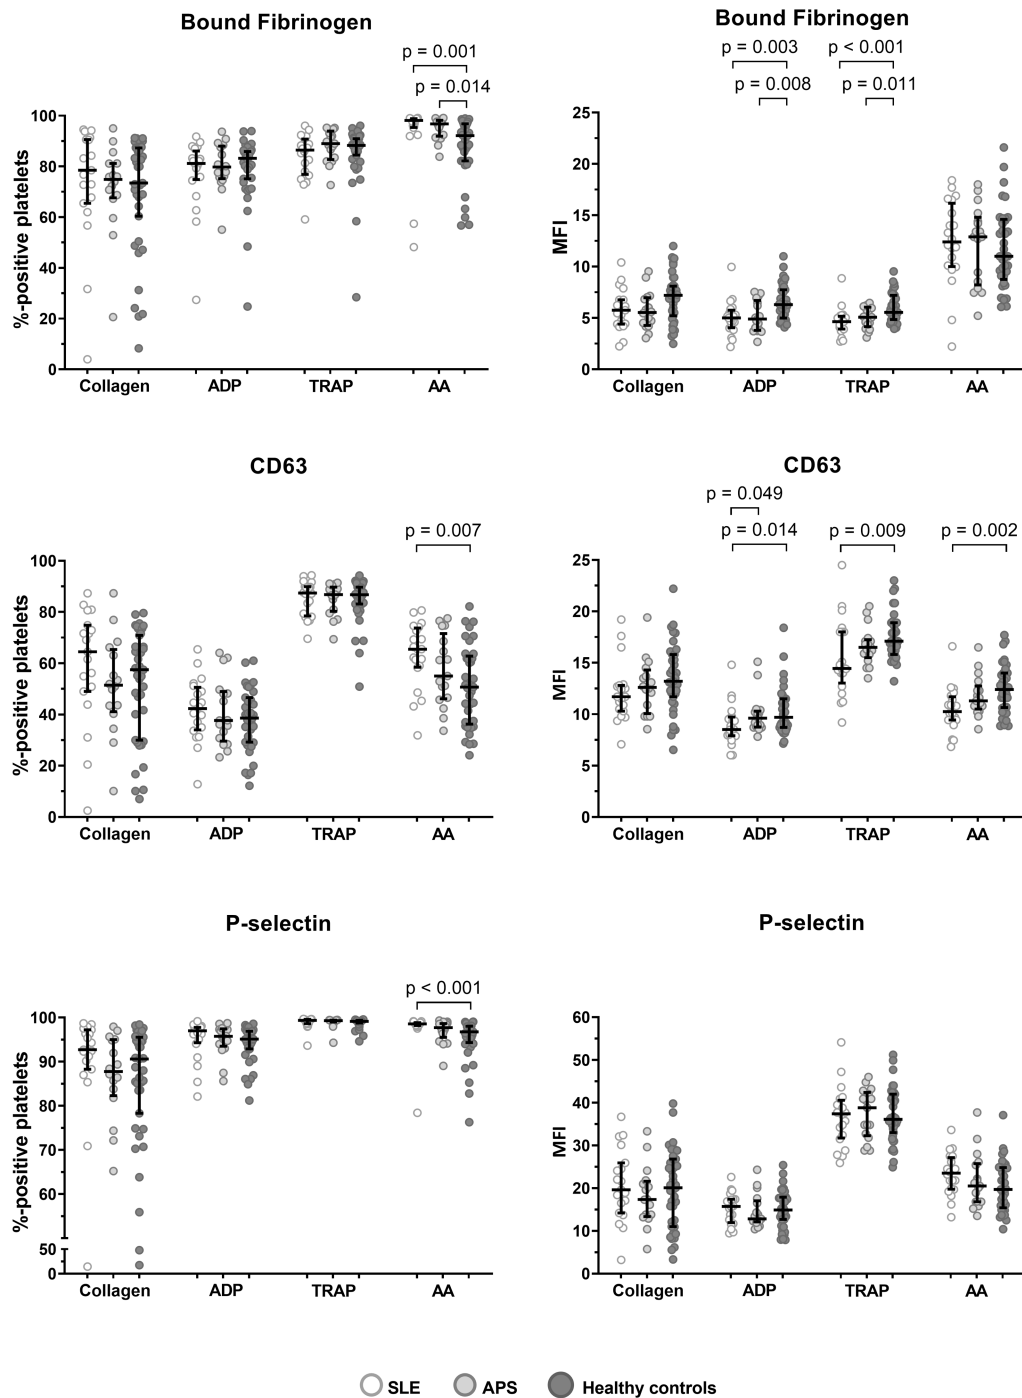 Bound Fibrinogen
p = 0.001
p = 0.014
%-positive platelets
100
80
60
40
20
0
Collagen ADP TRAP AA
Bound Fibrinogen
p = 0.003 p < 0.001
p = 0.008 p = 0.011
MFI
25
20
15
10
5
0
Collagen ADP TRAP AA
CD63
p = 0.007
%-positive platelets
100
80
60
40
20
0
Collagen ADP TRAP AA
CD63
p = 0.049
p = 0.014 p = 0.009 p = 0.002
MFI
25
20
15
10
5
0
Collagen ADP TRAP AA
P-selectin
p < 0.001
%-positive platelets
100
90
80
70
60
50
0
Collagen ADP TRAP AA
P-selectin
MFI
60
50
40
30
20
10
0
Collagen ADP TRAP AA
SLE APS Healthy controls